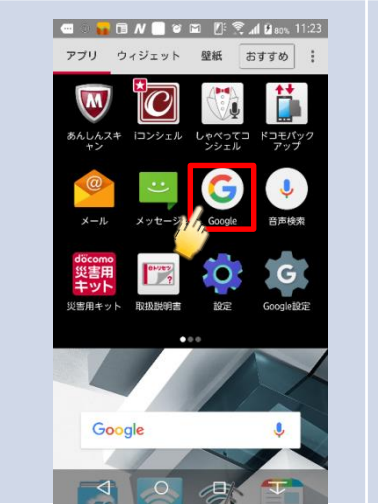 80% 11:23
アプリ ウィジェット 壁紙 おすすめ
あんしんスキ
ャン
iコンシェル
しゃべってコ
ンシェル
ドコモバック
アップ
メール
メッセージ
Google
音声検索
döcomo
災害用
キット
災害用キット
取扱説明書
設定
Google設定
Google